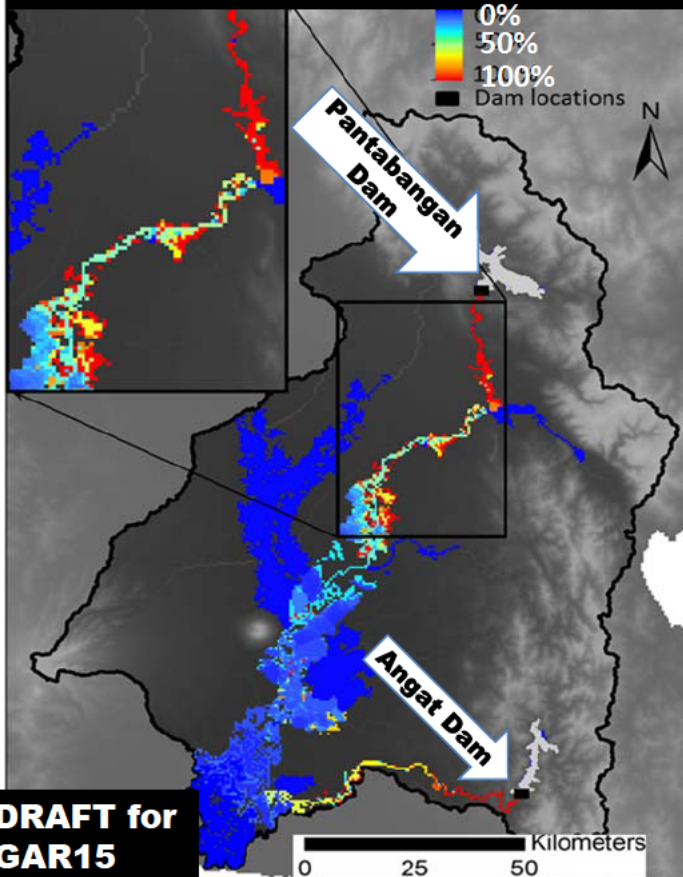 0%
50%
100%
Dam locations
N
Pantabangan
Dam
Angat Dam
DRAFT for
GAR15
Kilometers
0
25
50